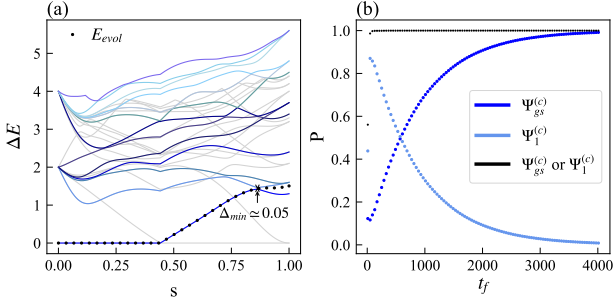 (a)
E_evol
ΔE
5
4
3
2
1
0
Δ_min ≃ 0.05
0.00 0.25 0.50 0.75 1.00
s
(b)
P
1.0
0.8
0.6
0.4
0.2
0.0
Ψ_gs^(c)
Ψ_1^(c)
Ψ_gs^(c) or Ψ_1^(c)
0 1000 2000 3000 4000
t_f